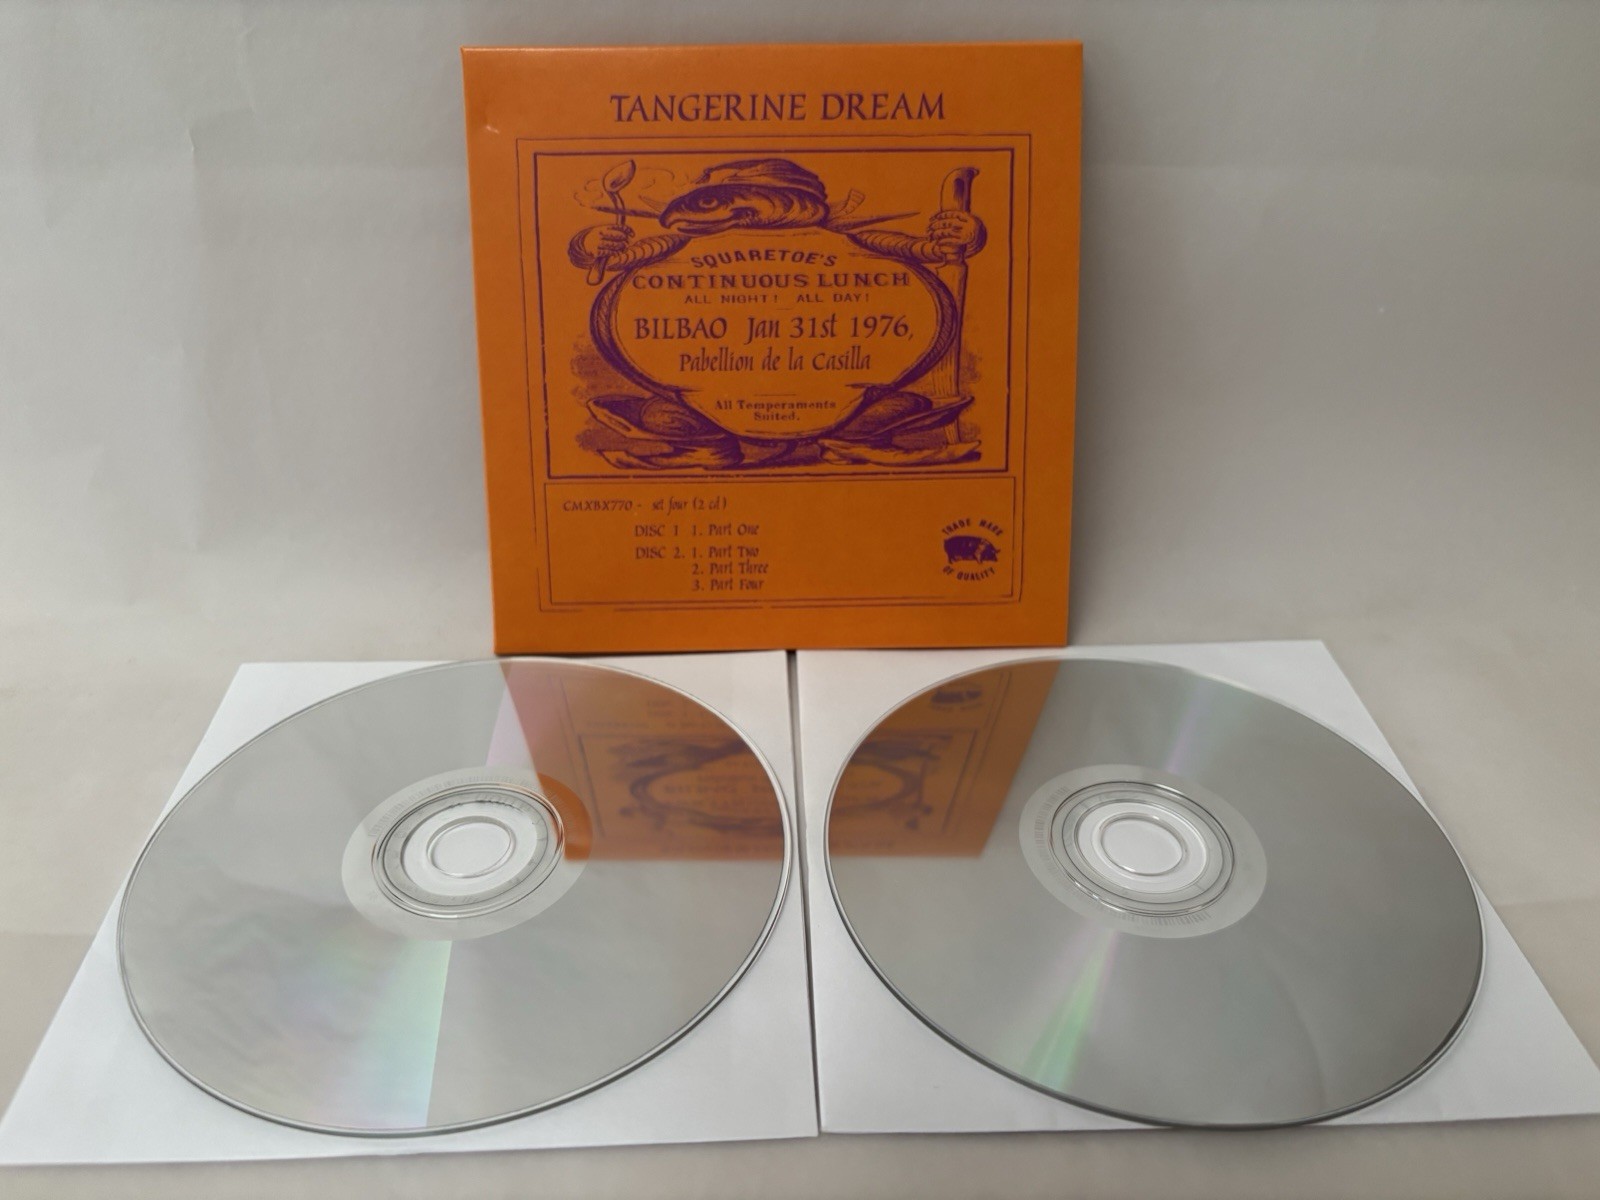 TANGERINE DREAM
SQUARETOE'S
CONTINUOUS LUNCH
ALL NIGHT! ALL DAY!
BILBAO Jan 31st 1976,
Pabellion de la Casilla
All Temperaments
Suited.
CMXBX770 - set four (2 cd)
DISC 1 1. Part One
DISC 2. 1. Part Two
2. Part Three
3. Part Four
TRADE MARK
OF QUALITY